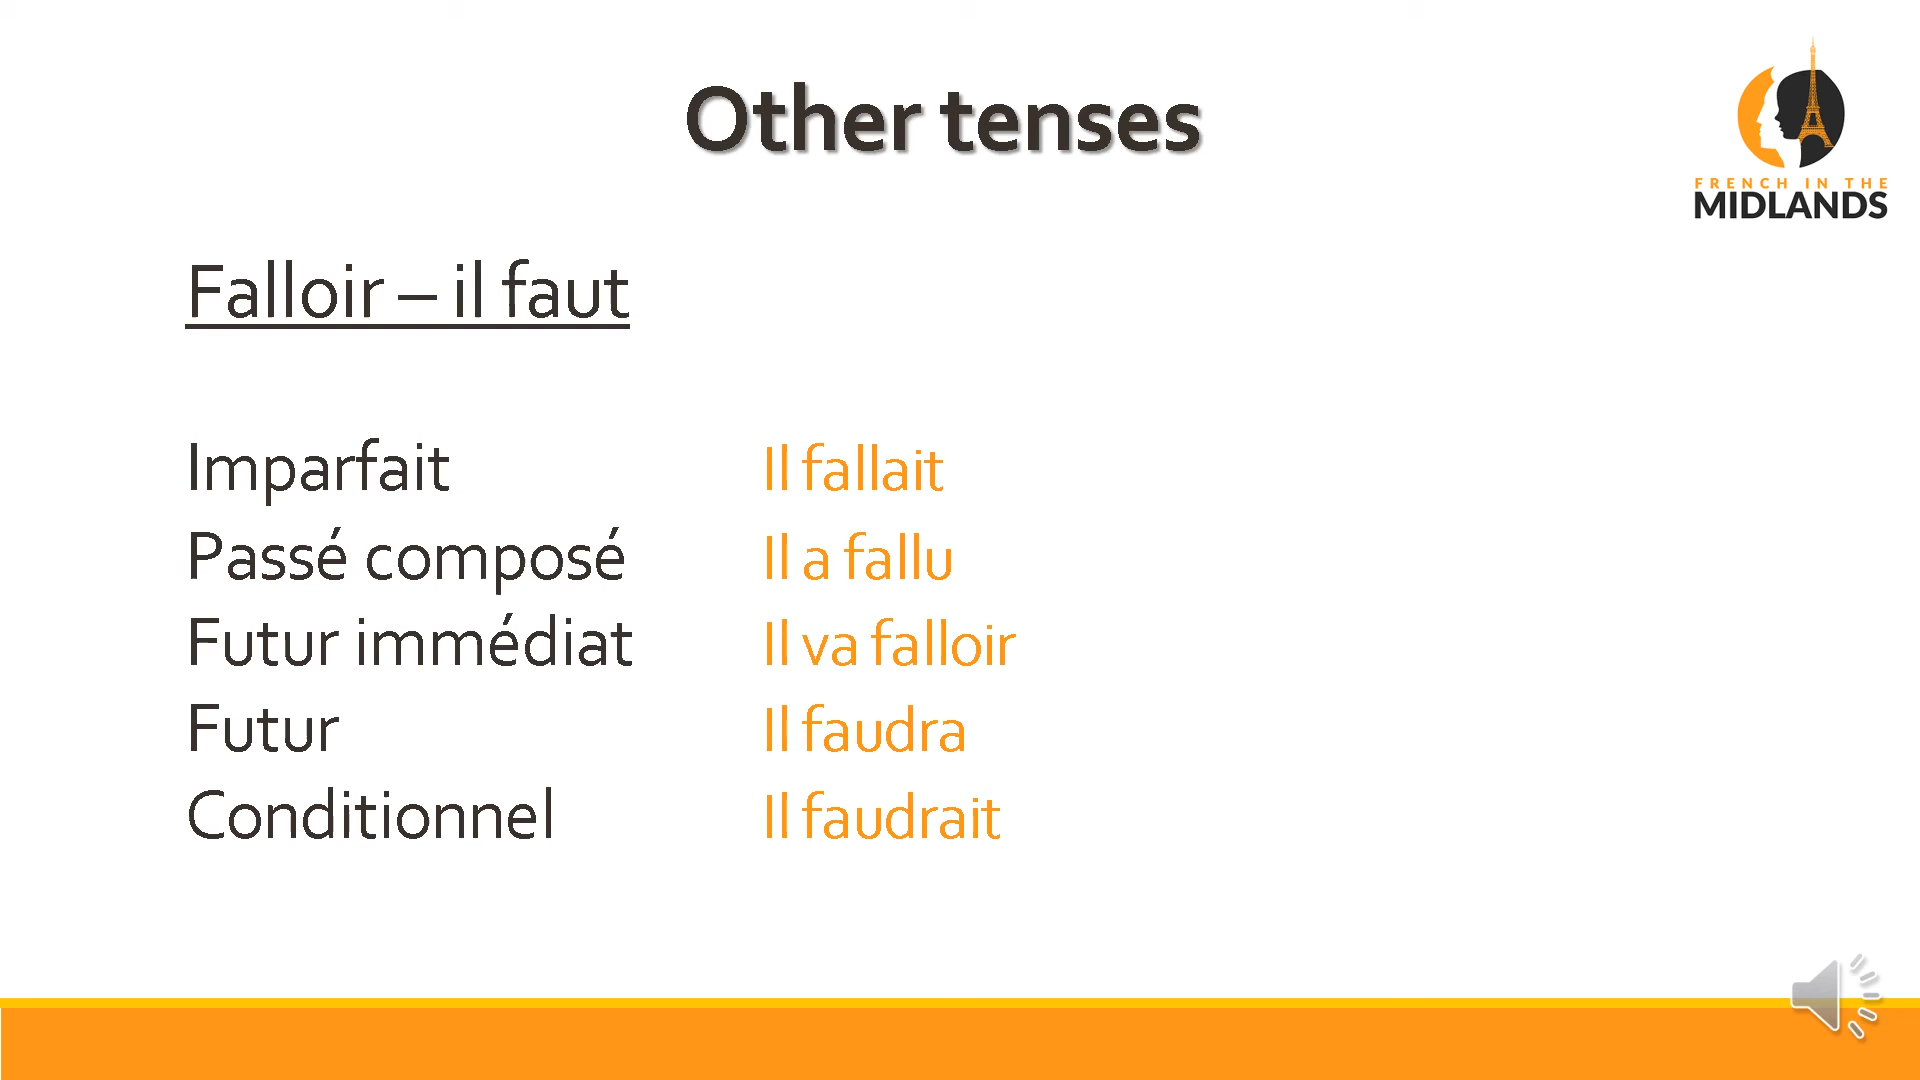 Other tenses
FRENCH IN THE
MIDLANDS
Falloir – il faut
Imparfait Il fallait
Passé composé Il a fallu
Futur immédiat Il va falloir
Futur Il faudra
Conditionnel Il faudrait